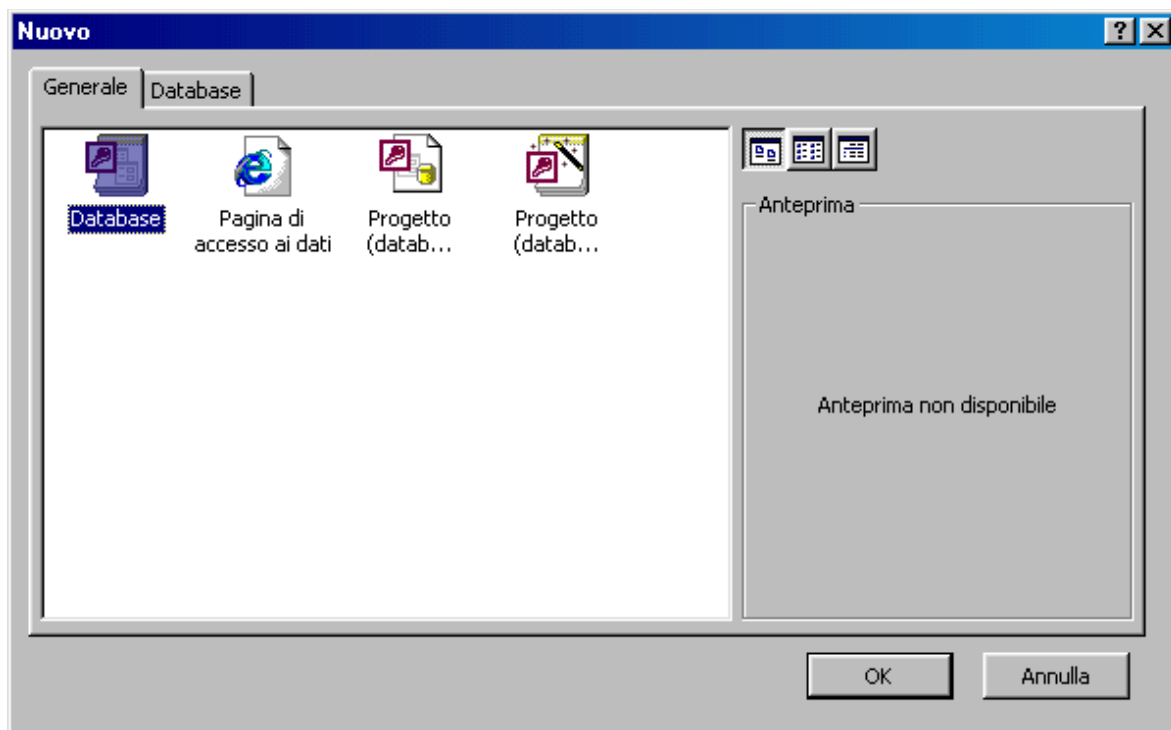 Nuovo
Generale
Database
Database
Pagina di
accesso ai dati
Progetto
(datab...
Progetto
(datab...
Anteprima
Anteprima non disponibile
OK
Annulla